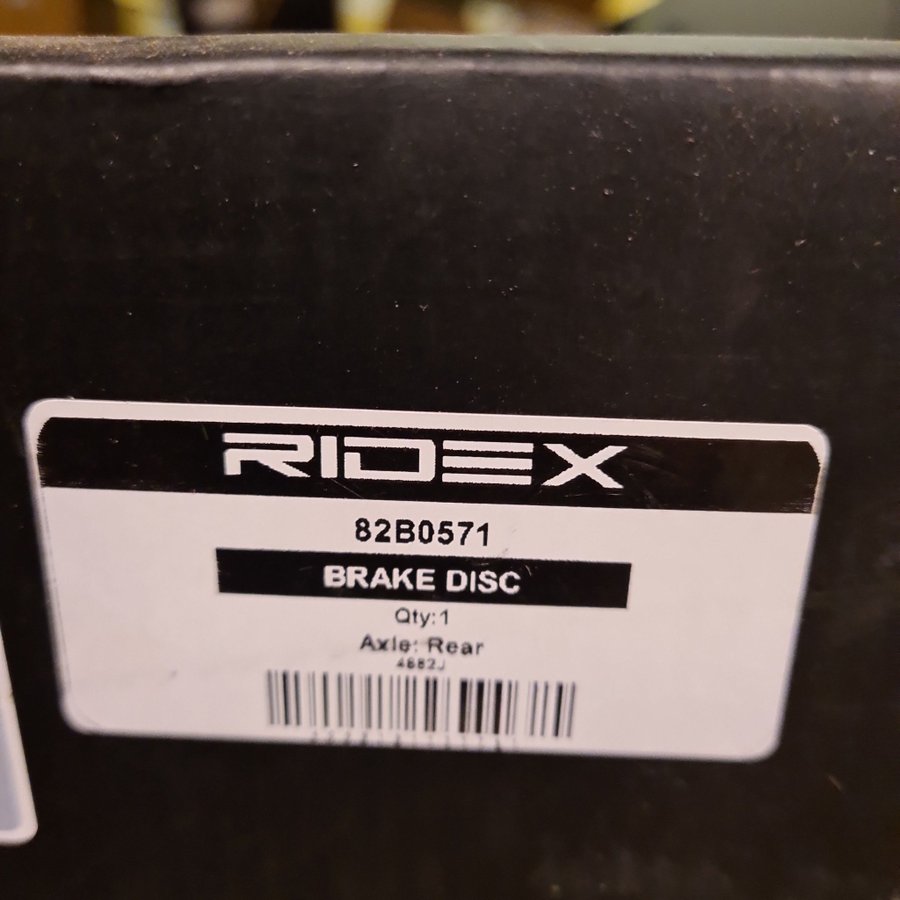 RIDEX
82B0571
BRAKE DISC
Qty:1
Axle: Rear
4682J